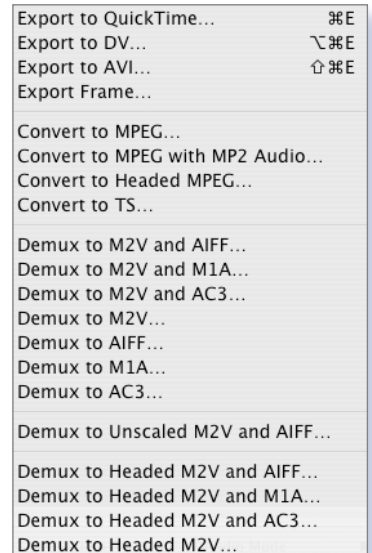 Export to QuickTime... ⌘E
Export to DV... ⌥⌘E
Export to AVI... ⇧⌘E
Export Frame...
Convert to MPEG...
Convert to MPEG with MP2 Audio...
Convert to Headed MPEG...
Convert to TS...
Demux to M2V and AIFF...
Demux to M2V and M1A...
Demux to M2V and AC3...
Demux to M2V...
Demux to AIFF...
Demux to M1A...
Demux to AC3...
Demux to Unscaled M2V and AIFF...
Demux to Headed M2V and AIFF...
Demux to Headed M2V and M1A...
Demux to Headed M2V and AC3...
Demux to Headed M2V...